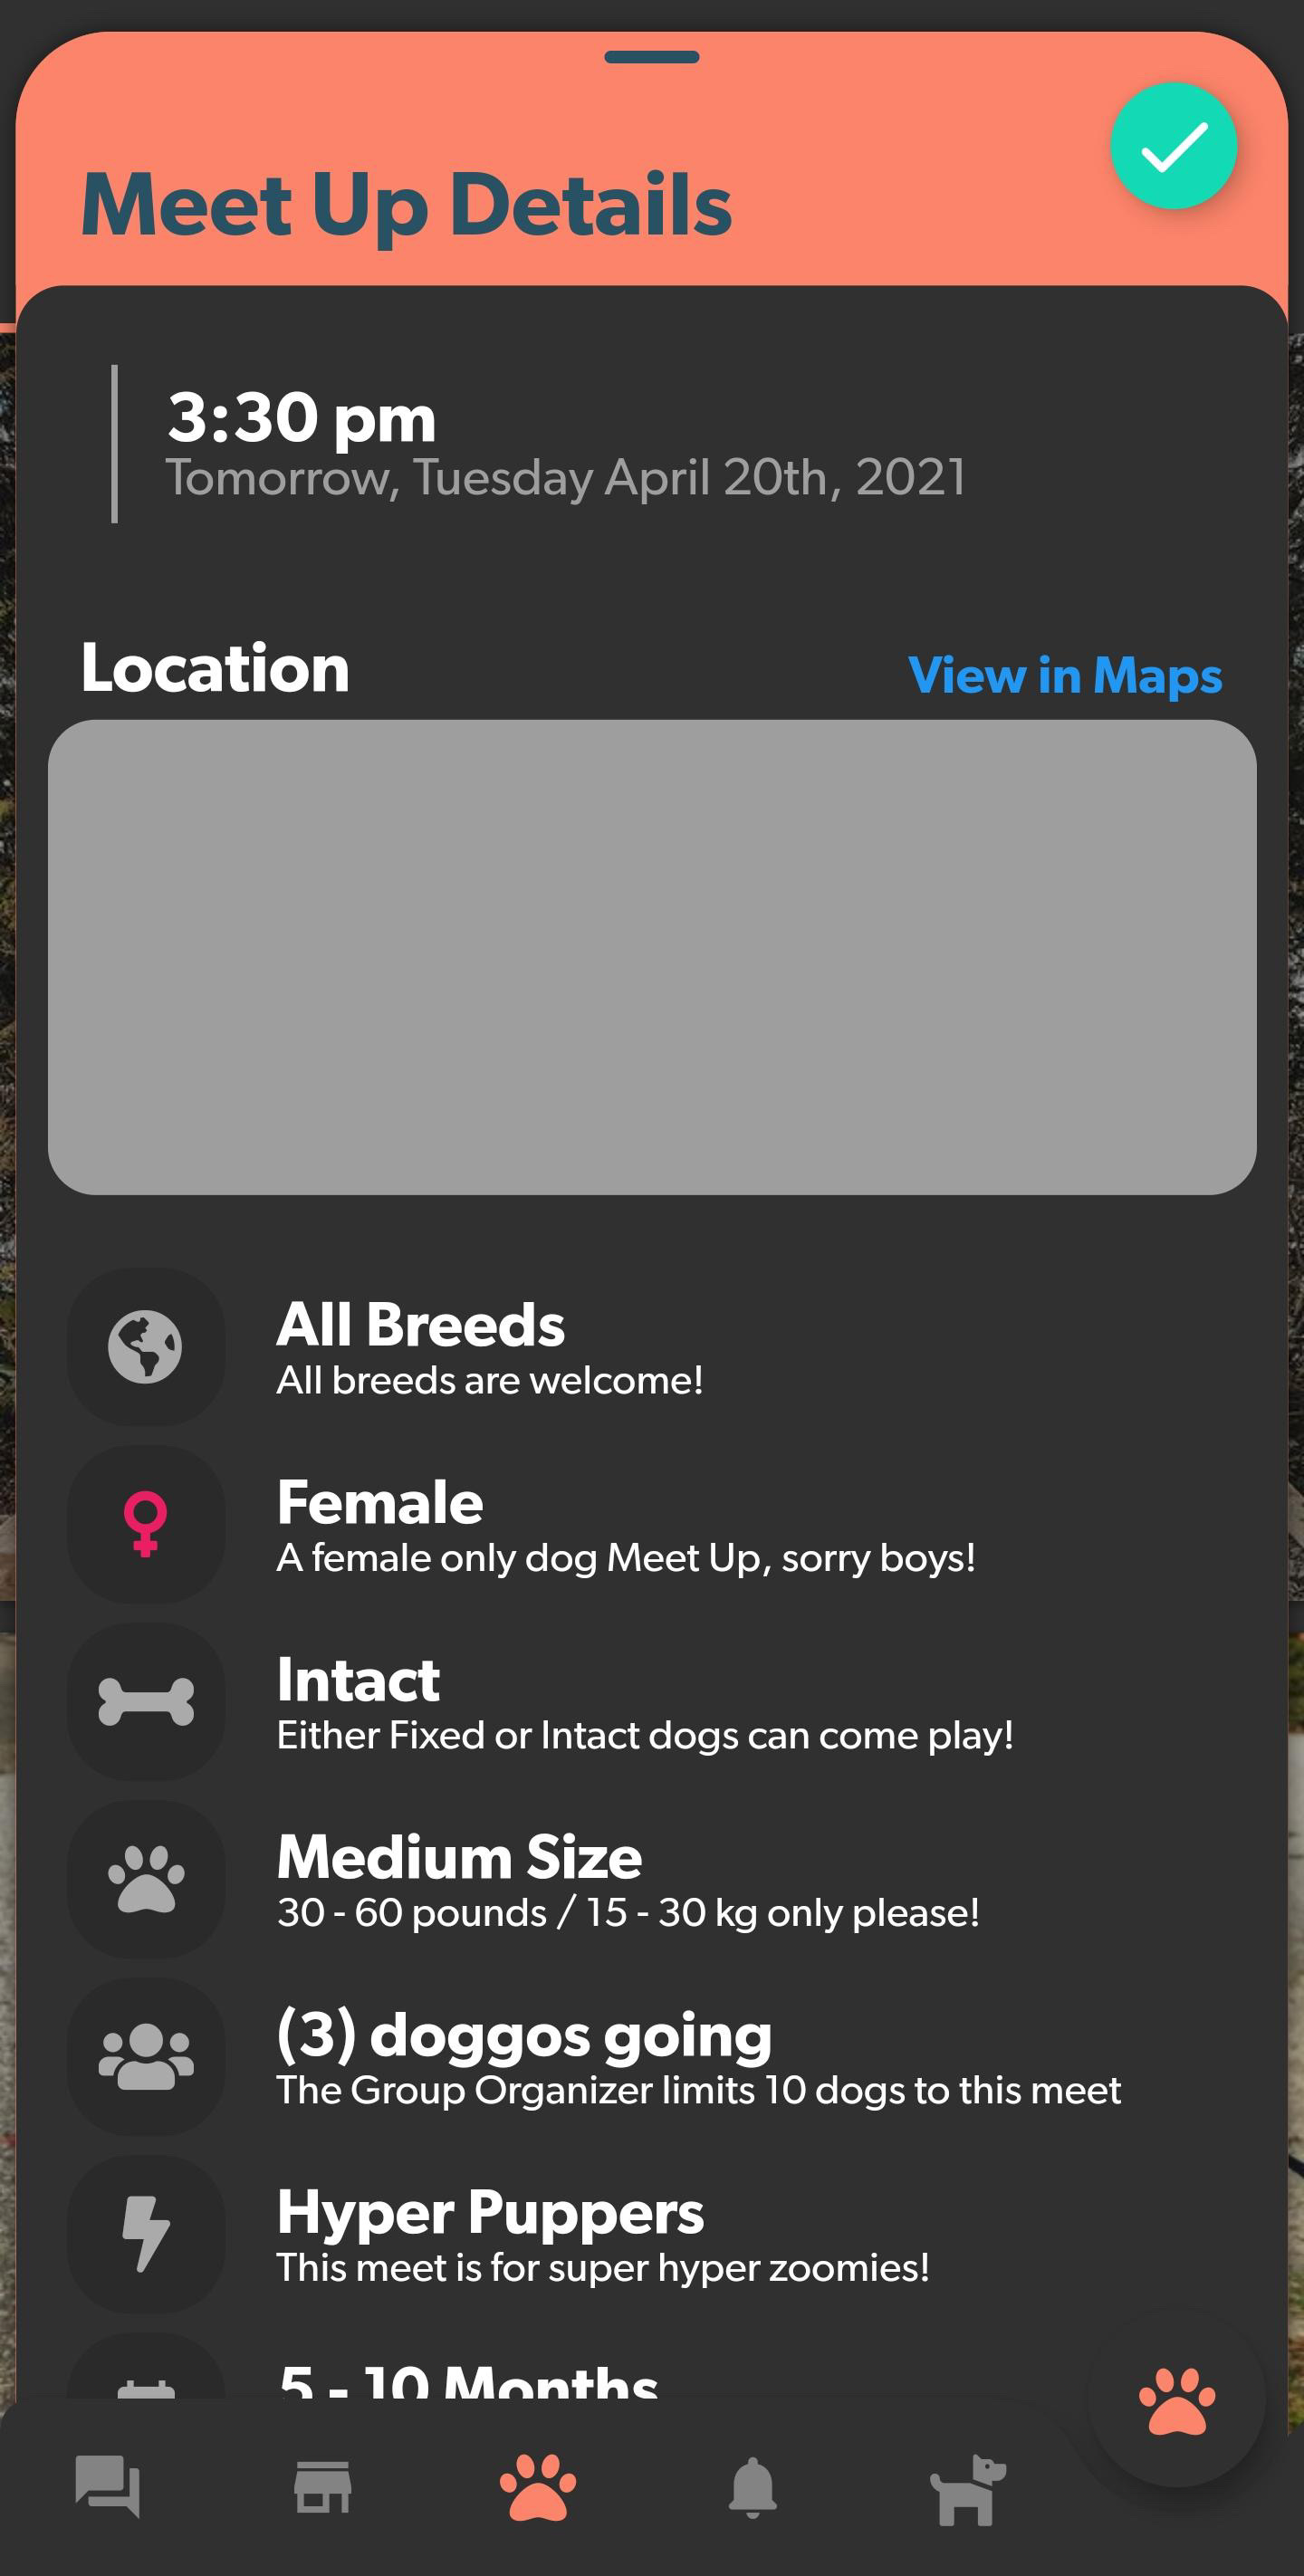 Meet Up Details
3:30 pm
Tomorrow, Tuesday April 20th, 2021
Location
View in Maps
All Breeds
All breeds are welcome!
Female
A female only dog Meet Up, sorry boys!
Intact
Either Fixed or Intact dogs can come play!
Medium Size
30 - 60 pounds / 15 - 30 kg only please!
(3) doggos going
The Group Organizer limits 10 dogs to this meet
Hyper Puppers
This meet is for super hyper zoomies!
5 - 10 Months